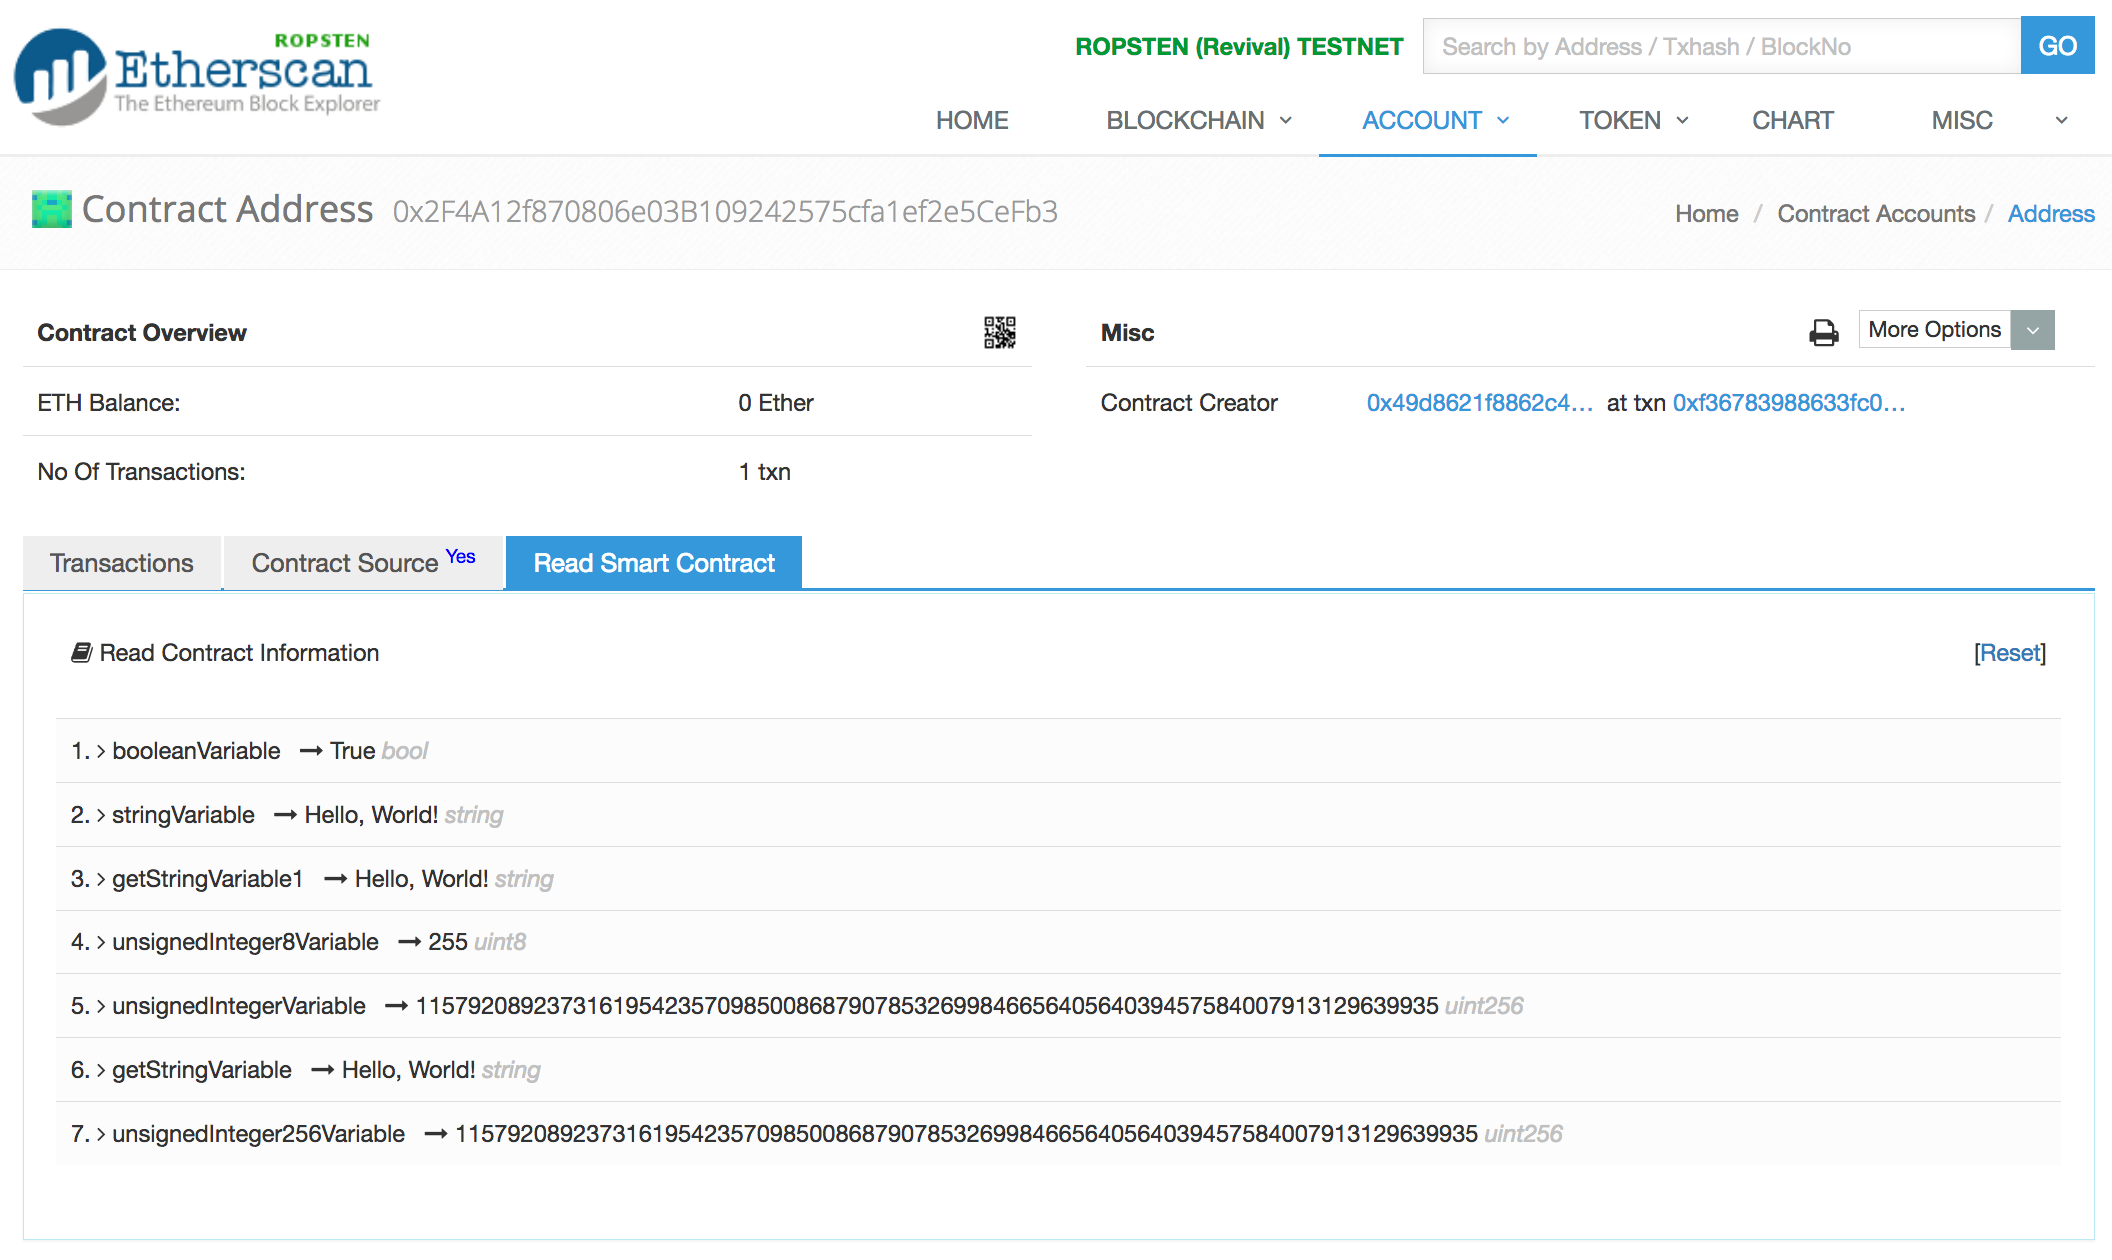 ROPSTEN
Etherscan
The Ethereum Block Explorer
ROPSTEN (Revival) TESTNET
Search by Address / Txhash / BlockNo
GO
HOME
BLOCKCHAIN
ACCOUNT
TOKEN
CHART
MISC
Contract Address 0x2F4A12f870806e03B109242575cfa1ef2e5CeFb3
Home / Contract Accounts / Address
Contract Overview
ETH Balance: 0 Ether
No Of Transactions: 1 txn
Misc
More Options
Contract Creator 0x49d8621f8862c4... at txn 0xf36783988633fc0...
Transactions
Contract Source Yes
Read Smart Contract
Read Contract Information
[Reset]
1. > booleanVariable → True bool
2. > stringVariable → Hello, World! string
3. > getStringVariable1 → Hello, World! string
4. > unsignedInteger8Variable → 255 uint8
5. > unsignedIntegerVariable → 115792089237316195423570985008687907853269984665640564039457584007913129639935 uint256
6. > getStringVariable → Hello, World! string
7. > unsignedInteger256Variable → 115792089237316195423570985008687907853269984665640564039457584007913129639935 uint256